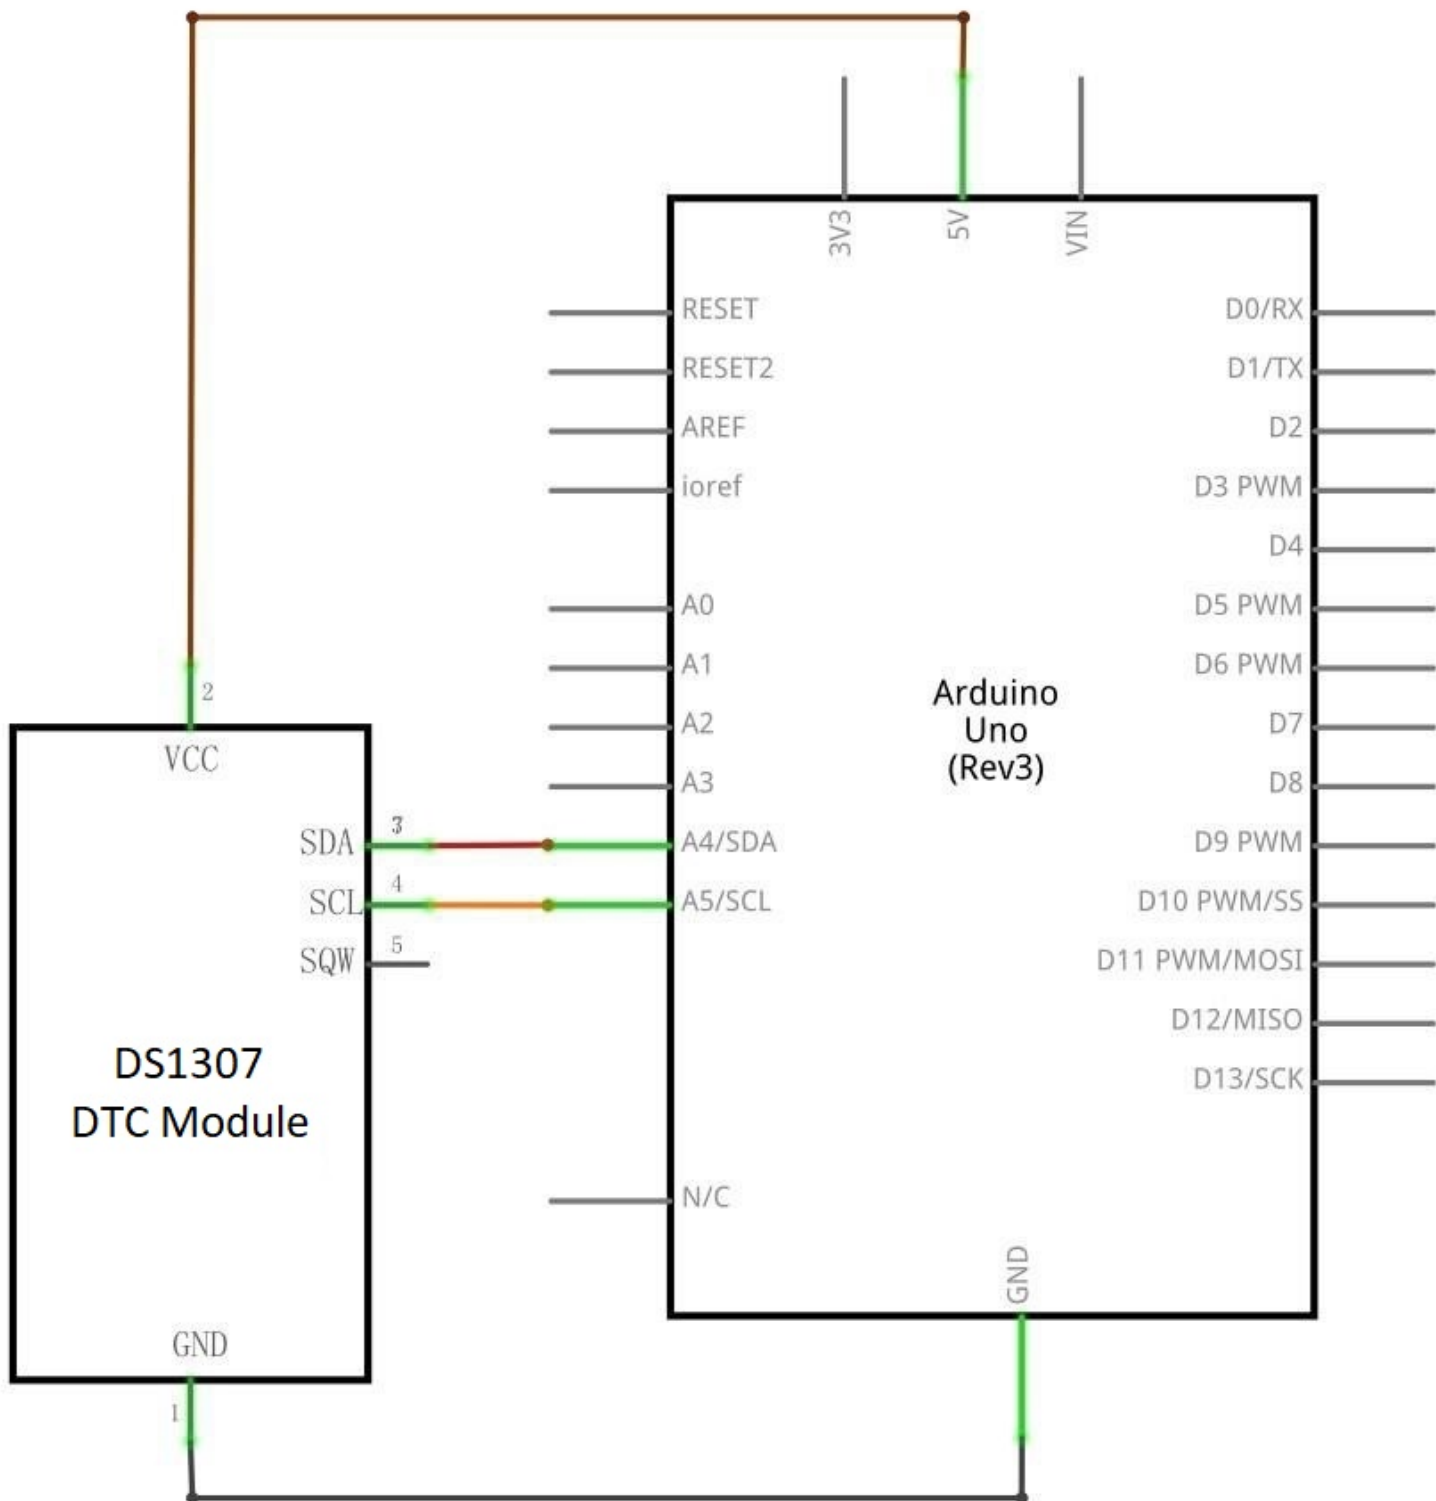 3V3
5V
VIN
RESET
D0/RX
RESET2
D1/TX
AREF
D2
ioref
D3 PWM
D4
A0
D5 PWM
A1
D6 PWM
2
Arduino
Uno
(Rev3)
A2
D7
VCC
A3
D8
SDA
3
A4/SDA
D9 PWM
SCL
4
A5/SCL
D10 PWM/SS
SQW
5
D11 PWM/MOSI
D12/MISO
DS1307
DTC Module
D13/SCK
N/C
GND
GND
1